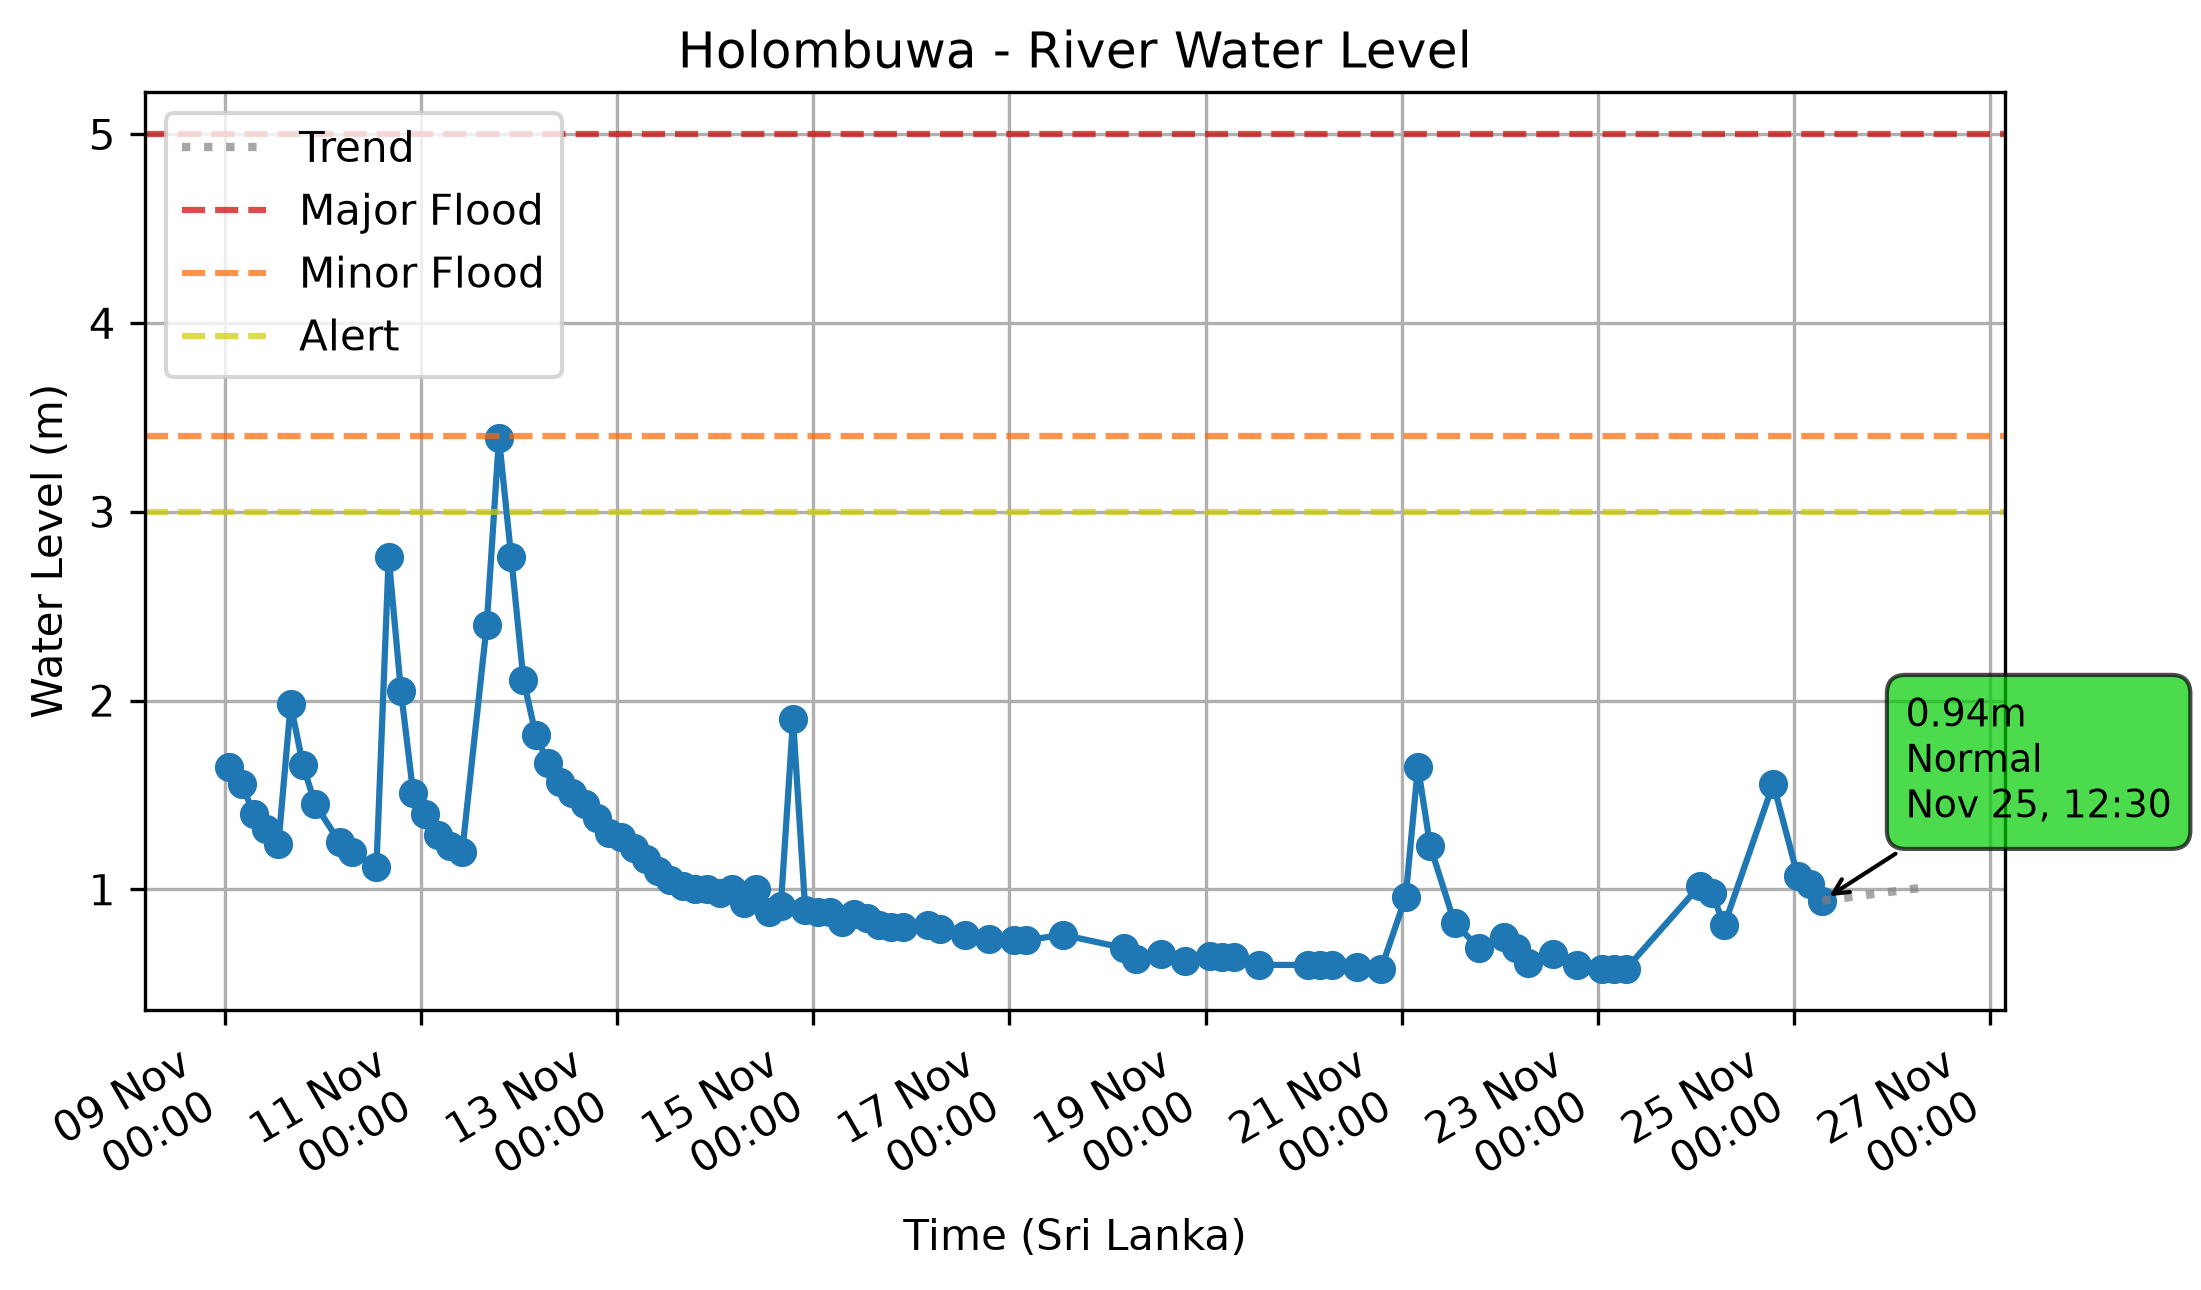 Holombuwa - River Water Level
Trend
Major Flood
Minor Flood
Alert
5
4
3
2
1
Water Level (m)
0.94m
Normal
Nov 25, 12:30
09 Nov
00:00
11 Nov
00:00
13 Nov
00:00
15 Nov
00:00
17 Nov
00:00
19 Nov
00:00
21 Nov
00:00
23 Nov
00:00
25 Nov
00:00
27 Nov
00:00
Time (Sri Lanka)